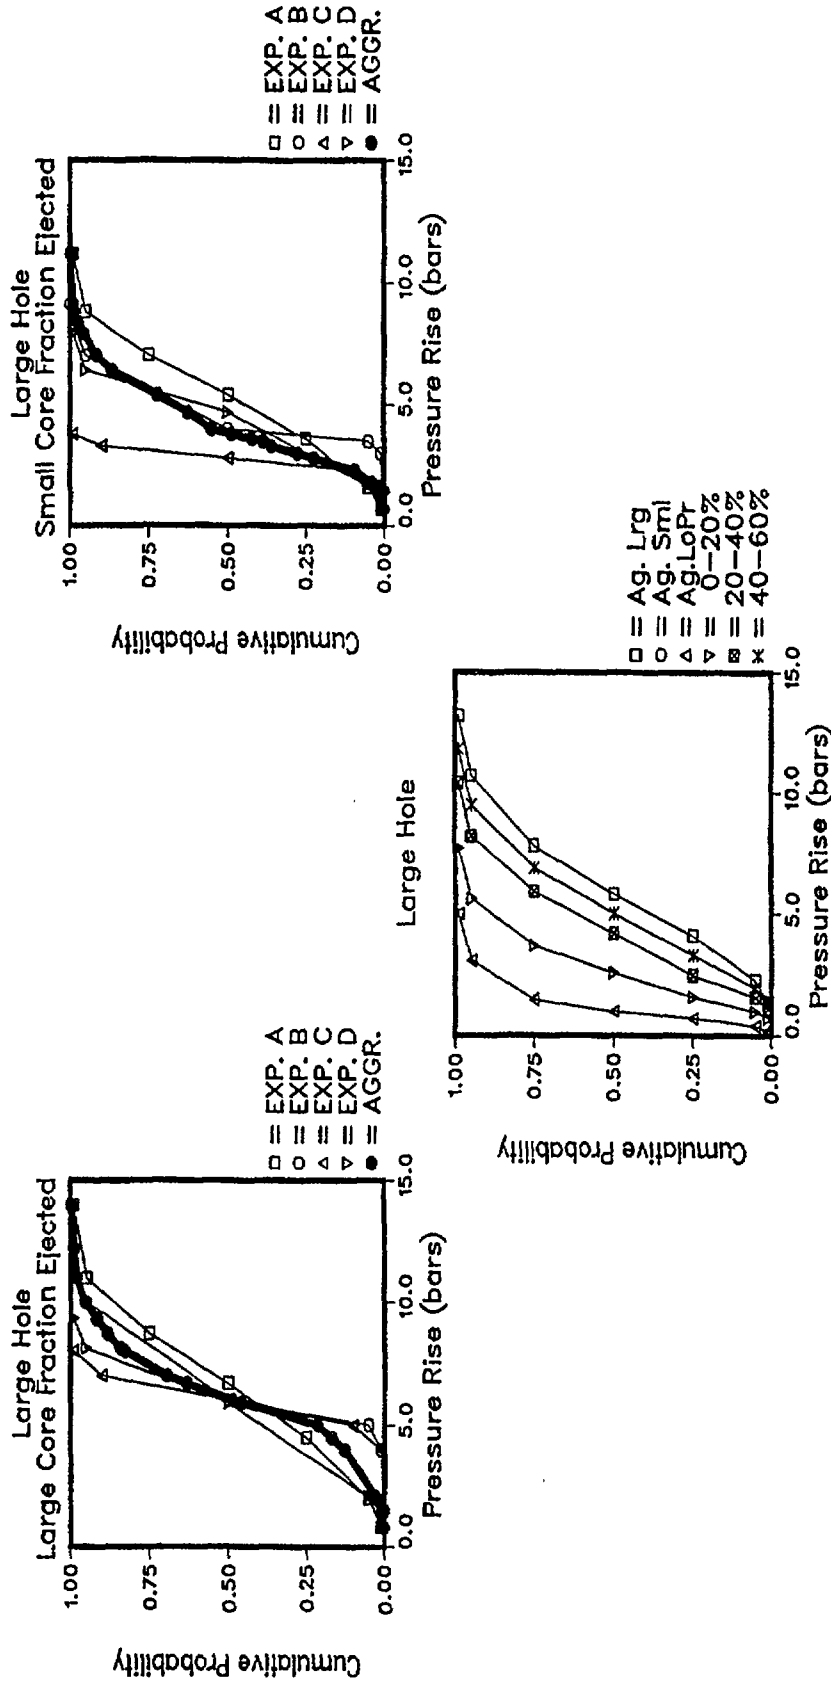 Large Hole
Large Core Fraction Ejected
Cumulative Probability
1.00
0.75
0.50
0.25
0.00
0.0
5.0
10.0
15.0
Pressure Rise (bars)
□ = EXP. A
○ = EXP. B
△ = EXP. C
▽ = EXP. D
● = AGGR.
Large Hole
Small Core Fraction Ejected
Cumulative Probability
1.00
0.75
0.50
0.25
0.00
0.0
5.0
10.0
15.0
Pressure Rise (bars)
□ = EXP. A
○ = EXP. B
△ = EXP. C
▽ = EXP. D
● = AGGR.
Large Hole
Cumulative Probability
1.00
0.75
0.50
0.25
0.00
0.0
5.0
10.0
15.0
Pressure Rise (bars)
□ = Ag. Lrg
○ = Ag. Sml
△ = Ag.LoPr
▽ = 0-20%
⊠ = 20-40%
✳ = 40-60%